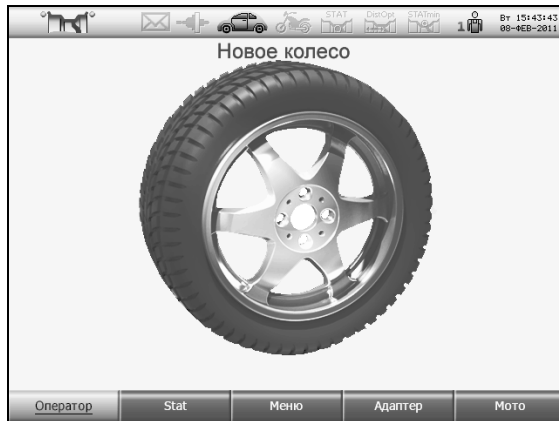 STAT DistOpt STATmin
1 Вт 15:43:43
08-ФЕВ-2011
Новое колесо
Оператор Stat Меню Адаптер Мото